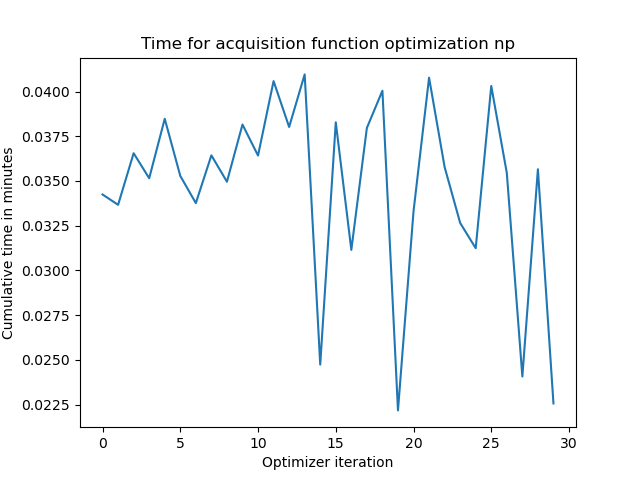 Time for acquisition function optimization np
Cumulative time in minutes
0.0400
0.0375
0.0350
0.0325
0.0300
0.0275
0.0250
0.0225
0 5 10 15 20 25 30
Optimizer iteration